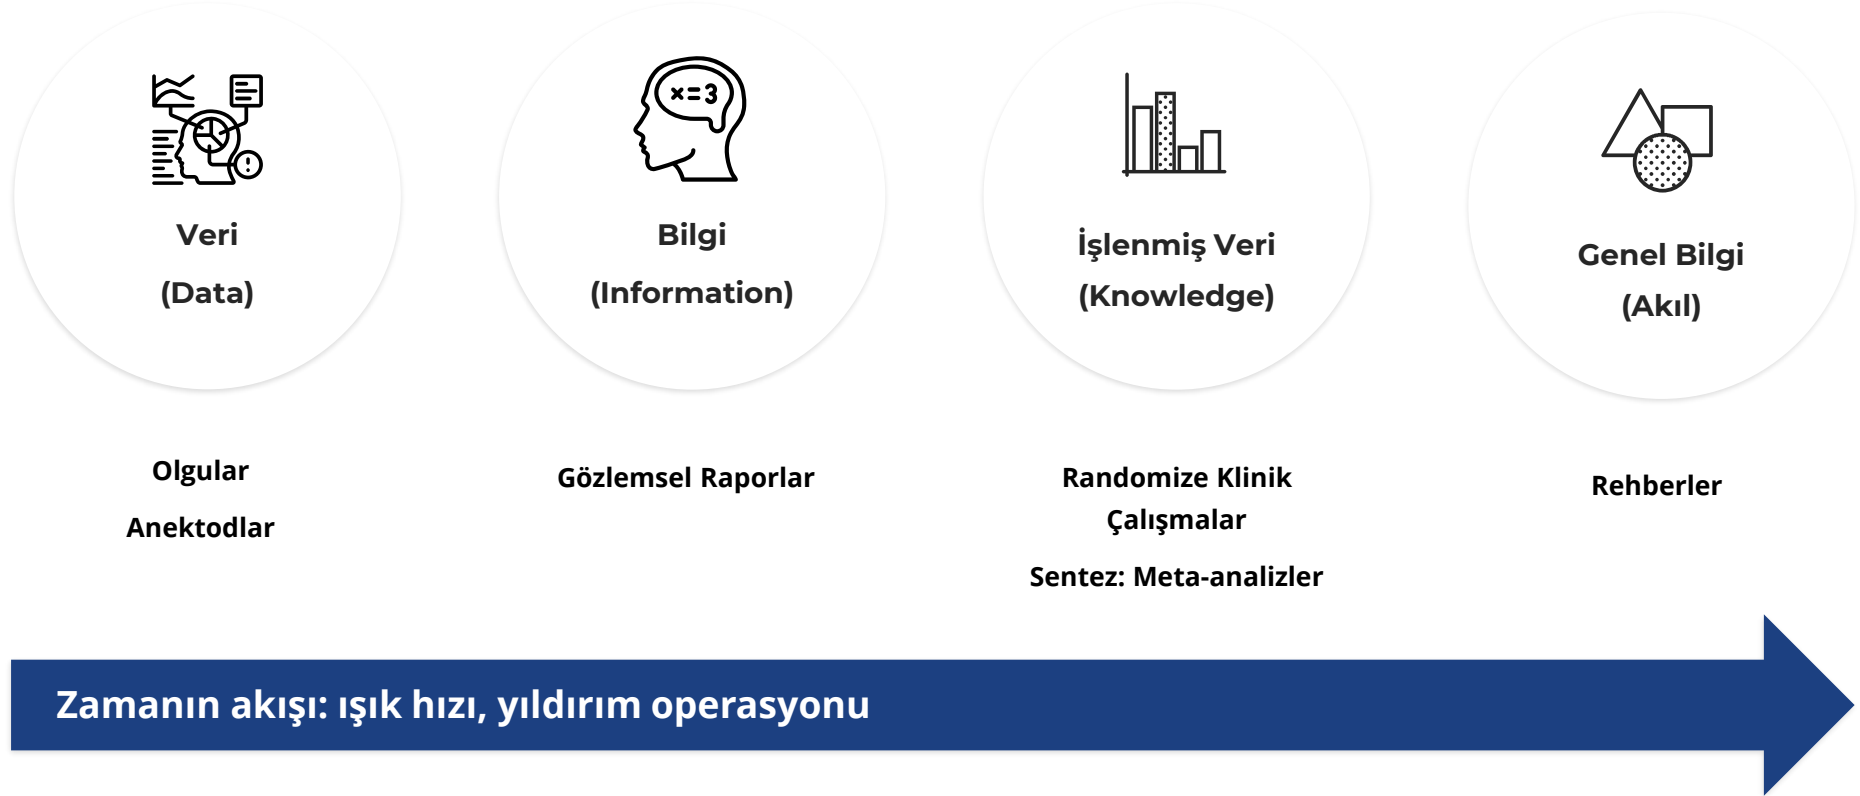 x=3
Veri
(Data)
Bilgi
(Information)
İşlenmiş Veri
(Knowledge)
Genel Bilgi
(Akıl)
Olgular
Anektodlar
Gözlemsel Raporlar
Randomize Klinik
Çalışmalar
Sentez: Meta-analizler
Rehberler
Zamanın akışı: ışık hızı, yıldırım operasyonu